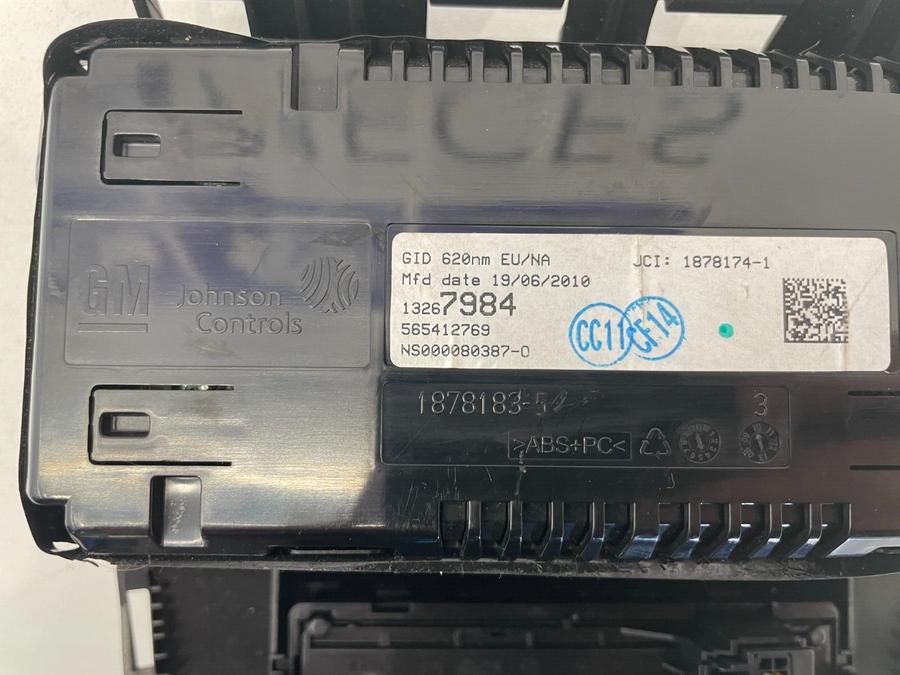 GM
Johnson
Controls
GID 620nm EU/NA
JCI: 1878174-1
Mfd date 19/06/2010
13267984
565412769
NS000080387-0
CC11
CF14
1878183-5
3
>ABS+PC<